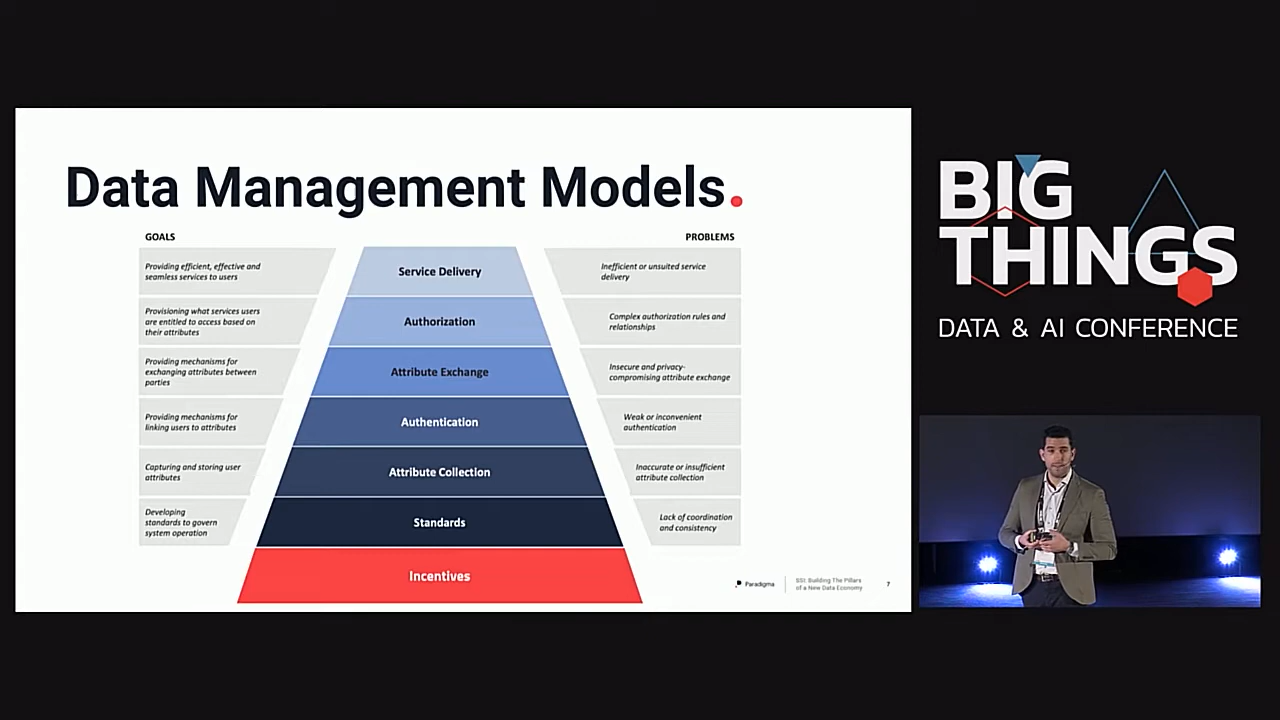 Data Management Models.
GOALS
PROBLEMS
Providing efficient, effective and
seamless services to users
Service Delivery
Inefficient or unsuited service
delivery
Provisioning what services users
are entitled to access based on
their attributes
Authorization
Complex authorization rules and
relationships
Providing mechanisms for
exchanging attributes between
parties
Attribute Exchange
Insecure and privacy-
compromising attribute exchange
Providing mechanisms for
linking users to attributes
Authentication
Weak or inconvenient
authentication
Capturing and storing user
attributes
Attribute Collection
Inaccurate or insufficient
attribute collection
Developing
standards to govern
system operation
Standards
Lack of coordination
and consistency
Incentives
Paradigma
SSI: Building The Pillars
of a New Data Economy
7
BIG
THINGS
DATA & AI CONFERENCE